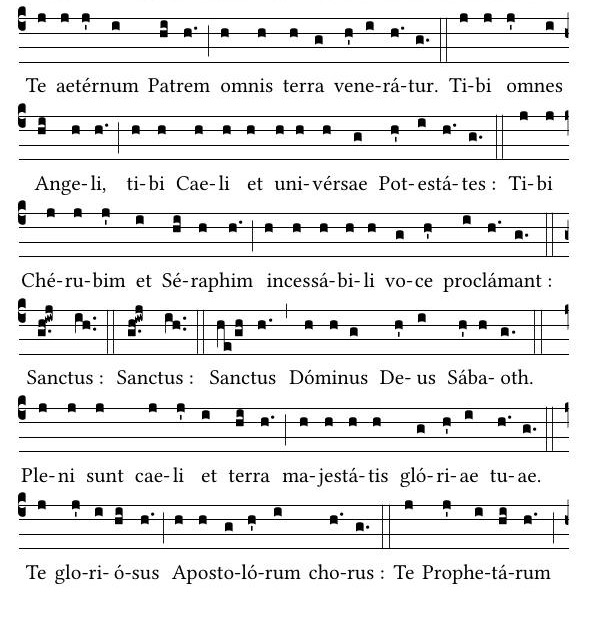 Te aetérnum Patrem omnis terra vene-rá-tur. Ti-bi omnes
Ange-li, ti-bi Cae-li et uni-vérsae Pot-está-tes : Ti-bi
Ché-ru-bim et Sé-raphim incessá-bi-li vo-ce proclámant :
Sanctus : Sanctus : Sanctus Dóminus De-us Sába-oth.
Ple-ni sunt cae-li et terra ma-jestá-tis gló-ri-ae tu-ae.
Te glo-ri-ó-sus Aposto-ló-rum cho-rus : Te Prophe-tá-rum